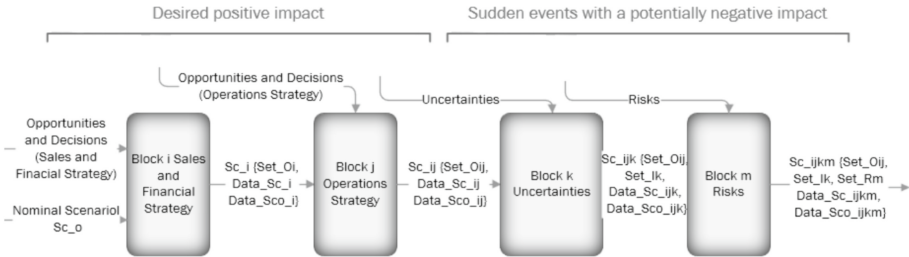 Desired positive impact
Sudden events with a potentially negative impact
Opportunities and Decisions
(Operations Strategy)
Uncertainties
Risks
Opportunities
and Decisions
(Sales and
Finacial Strategy)
Nominal Scenariol
Sc_o
Block i Sales
and
Financial
Strategy
Sc_i {Set_Oi,
Data_Sc_i
Data_Sco_i}
Block j
Operations
Strategy
Sc_ij {Set_Oij,
Data_Sc_ij
Data_Sco_ij}
Block k
Uncertainties
Sc_ijk {Set_Oij,
Set_Ik,
Data_Sc_ijk,
Data_Sco_ijk}
Block m
Risks
Sc_ijkm {Set_Oij,
Set_Ik, Set_Rm
Data_Sc_ijkm,
Data_Sco_ijkm}